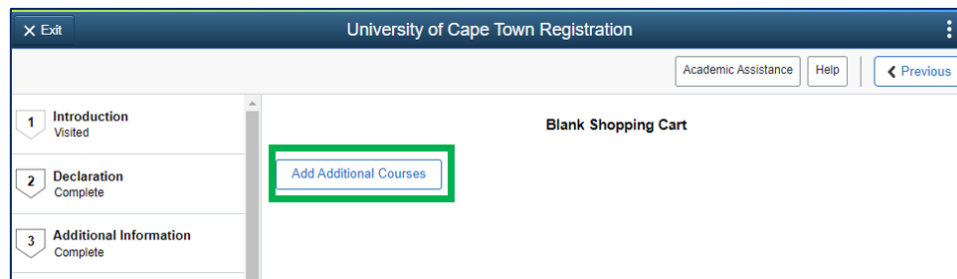 Exit
University of Cape Town Registration
Academic Assistance
Help
Previous
1 Introduction
Visited
Blank Shopping Cart
Add Additional Courses
2 Declaration
Complete
3 Additional Information
Complete